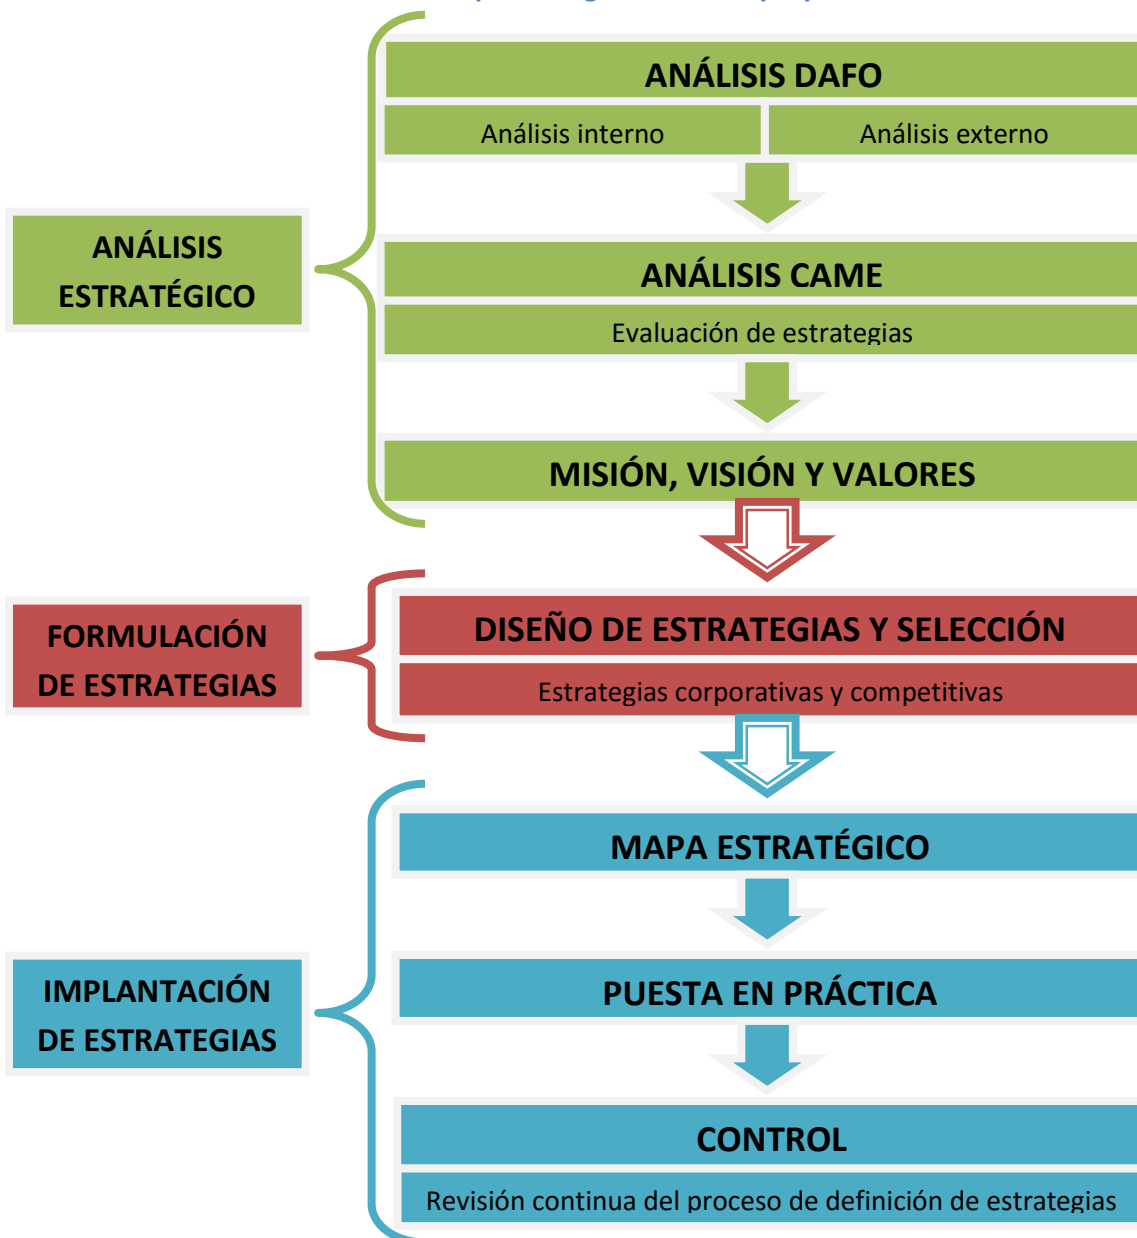 ANÁLISIS DAFO
Análisis interno
Análisis externo
ANÁLISIS
ESTRATÉGICO
ANÁLISIS CAME
Evaluación de estrategias
MISIÓN, VISIÓN Y VALORES
FORMULACIÓN
DE ESTRATEGIAS
DISEÑO DE ESTRATEGIAS Y SELECCIÓN
Estrategias corporativas y competitivas
MAPA ESTRATÉGICO
IMPLANTACIÓN
DE ESTRATEGIAS
PUESTA EN PRÁCTICA
CONTROL
Revisión continua del proceso de definición de estrategias